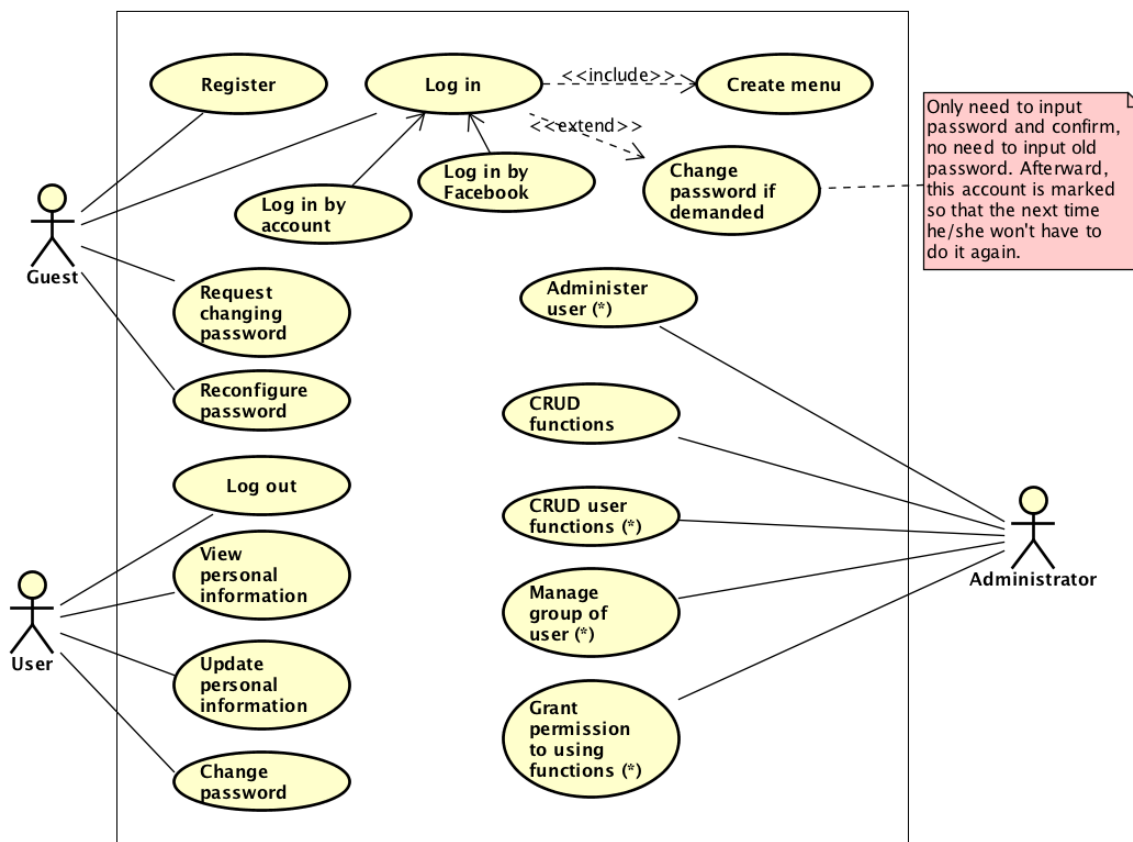 Register
Log in
<<include>>
Create menu
<<extend>>
Only need to input
password and confirm,
no need to input old
password. Afterward,
this account is marked
so that the next time
he/she won't have to
do it again.
Log in by
account
Log in by
Facebook
Change
password if
demanded
Guest
Request
changing
password
Administer
user (*)
Reconfigure
password
CRUD
functions
Log out
CRUD user
functions (*)
View
personal
information
Administrator
Manage
group of
user (*)
User
Update
personal
information
Grant
permission
to using
functions (*)
Change
password